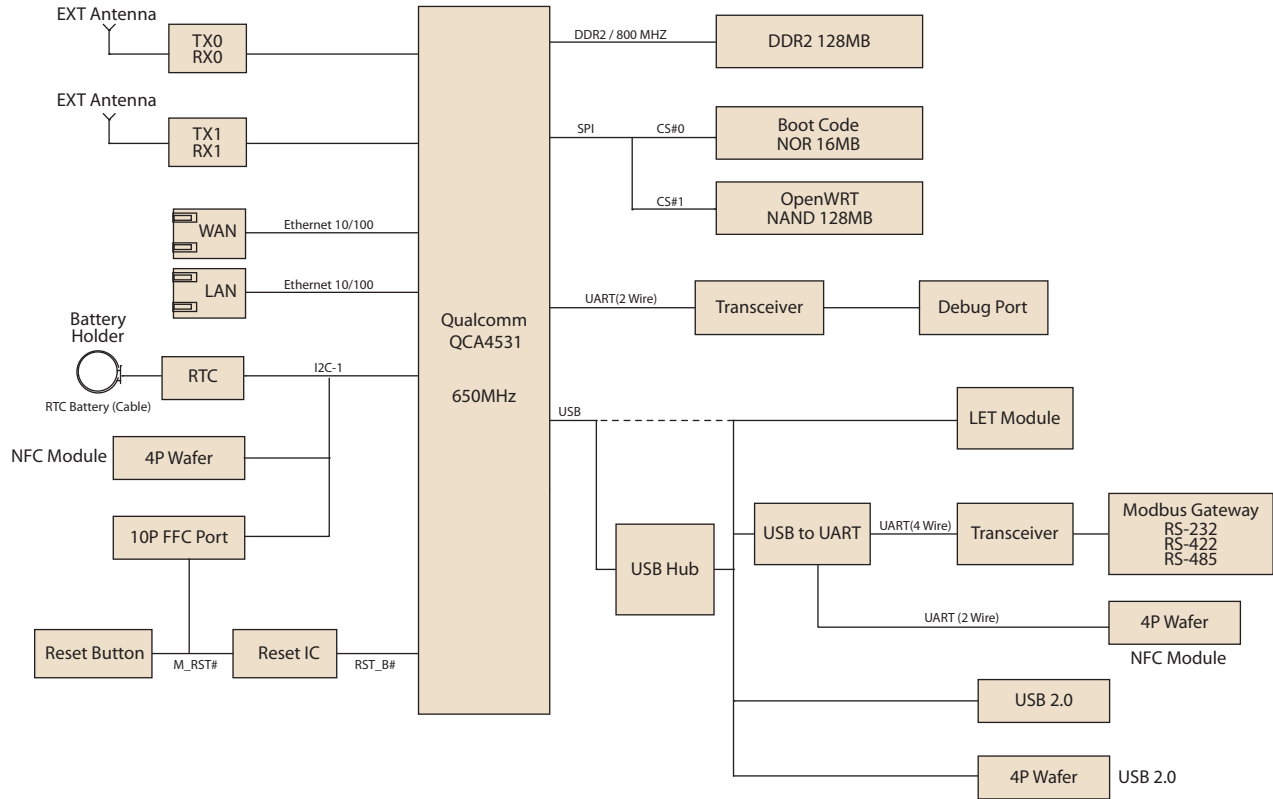 EXT Antenna
TX0
RX0
EXT Antenna
TX1
RX1
WAN
Ethernet 10/100
LAN
Ethernet 10/100
Battery
Holder
RTC Battery (Cable)
RTC
I2C-1
NFC Module
4P Wafer
10P FFC Port
Reset Button
M_RST#
Reset IC
RST_B#
Qualcomm
QCA4531
650MHz
DDR2 / 800 MHZ
DDR2 128MB
SPI
CS#0
Boot Code
NOR 16MB
CS#1
OpenWRT
NAND 128MB
UART(2 Wire)
Transceiver
Debug Port
USB
LET Module
USB Hub
USB to UART
UART(4 Wire)
Transceiver
Modbus Gateway
RS-232
RS-422
RS-485
UART (2 Wire)
4P Wafer
NFC Module
USB 2.0
4P Wafer
USB 2.0